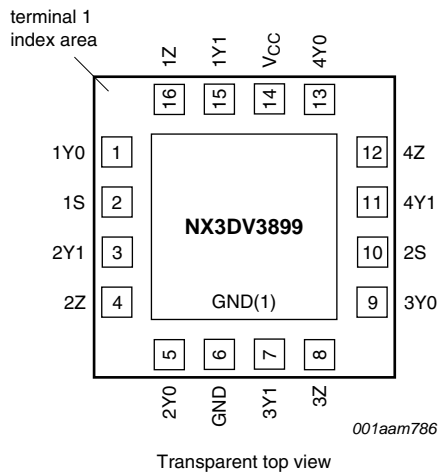 terminal 1
index area
1Z
1Y1
VCC
4Y0
16
15
14
13
1Y0 1
12 4Z
1S 2
11 4Y1
2Y1 3
10 2S
2Z 4
9 3Y0
NX3DV3899
GND(1)
5
6
7
8
2Y0
GND
3Y1
3Z
001aam786
Transparent top view